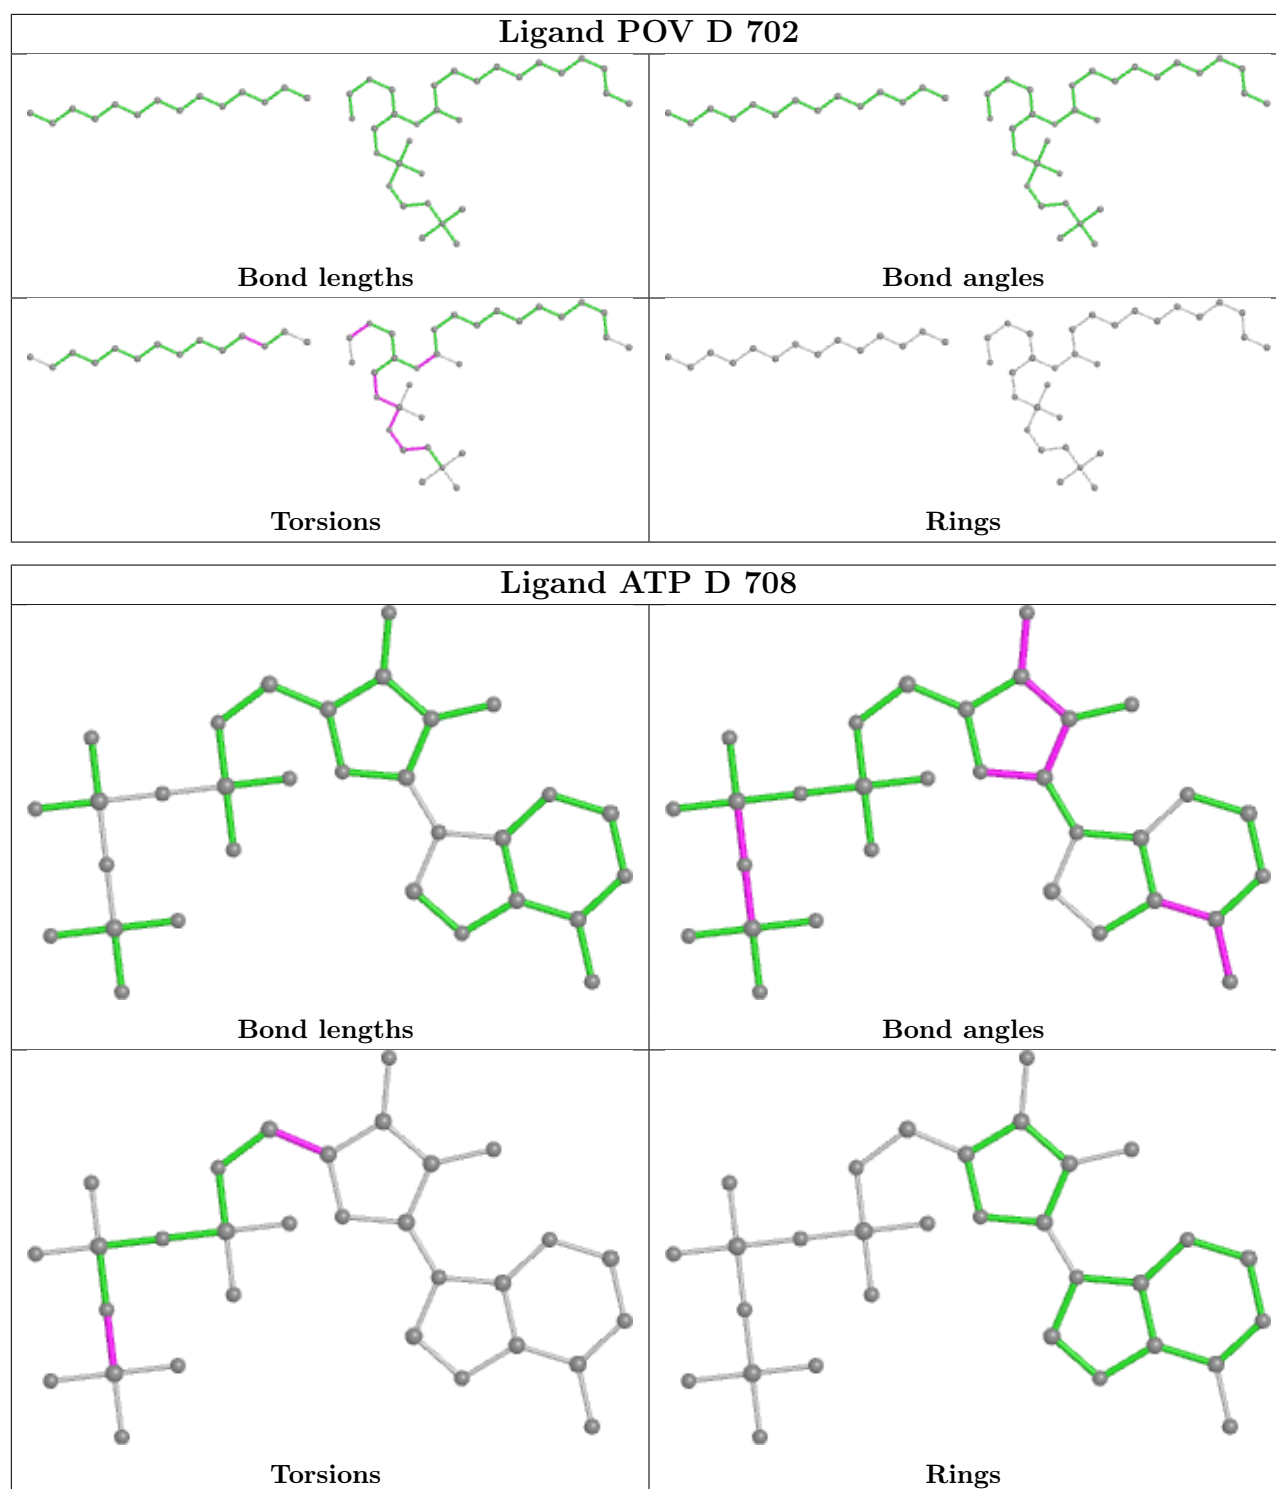 Ligand POV D 702
Bond lengths
Bond angles
Torsions
Rings
Ligand ATP D 708
Bond lengths
Bond angles
Torsions
Rings